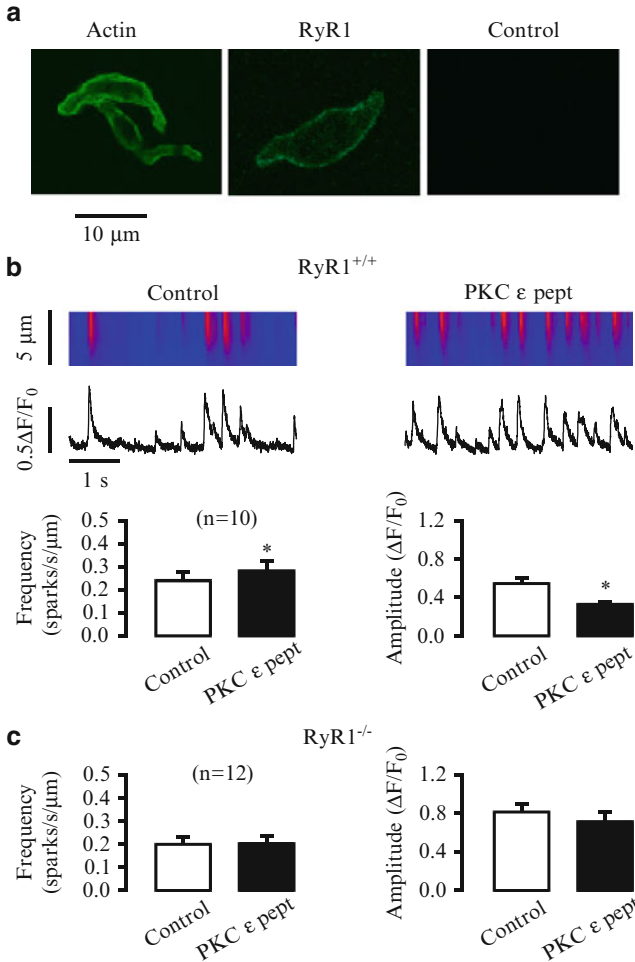 a
Actin
RyR1
Control
10 μm
b
RyR1+/+
Control
PKC ε pept
5 μm
0.5ΔF/F0
1 s
Frequency
(sparks/s/μm)
0.5
0.4
0.3
0.2
0.1
0.0
(n=10)
*
Control
PKC ε pept
Amplitude (ΔF/F0)
1.2
0.8
0.4
0.0
*
Control
PKC ε pept
c
RyR1-/-
Frequency
(sparks/s/μm)
0.5
0.4
0.3
0.2
0.1
0.0
(n=12)
Control
PKC ε pept
Amplitude (ΔF/F0)
1.2
0.8
0.4
0.0
Control
PKC ε pept